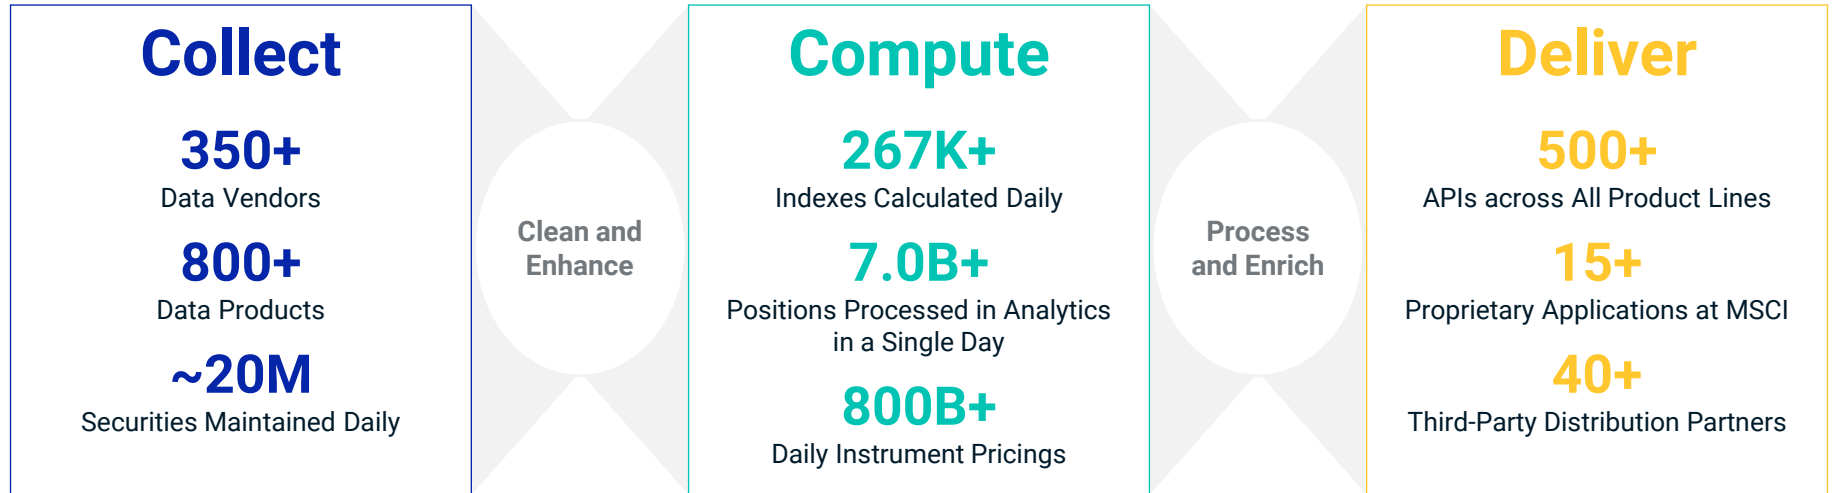 Collect
350+
Data Vendors
800+
Data Products
~20M
Securities Maintained Daily
Clean and
Enhance
Compute
267K+
Indexes Calculated Daily
7.0B+
Positions Processed in Analytics
in a Single Day
800B+
Daily Instrument Pricings
Process
and Enrich
Deliver
500+
APIs across All Product Lines
15+
Proprietary Applications at MSCI
40+
Third-Party Distribution Partners